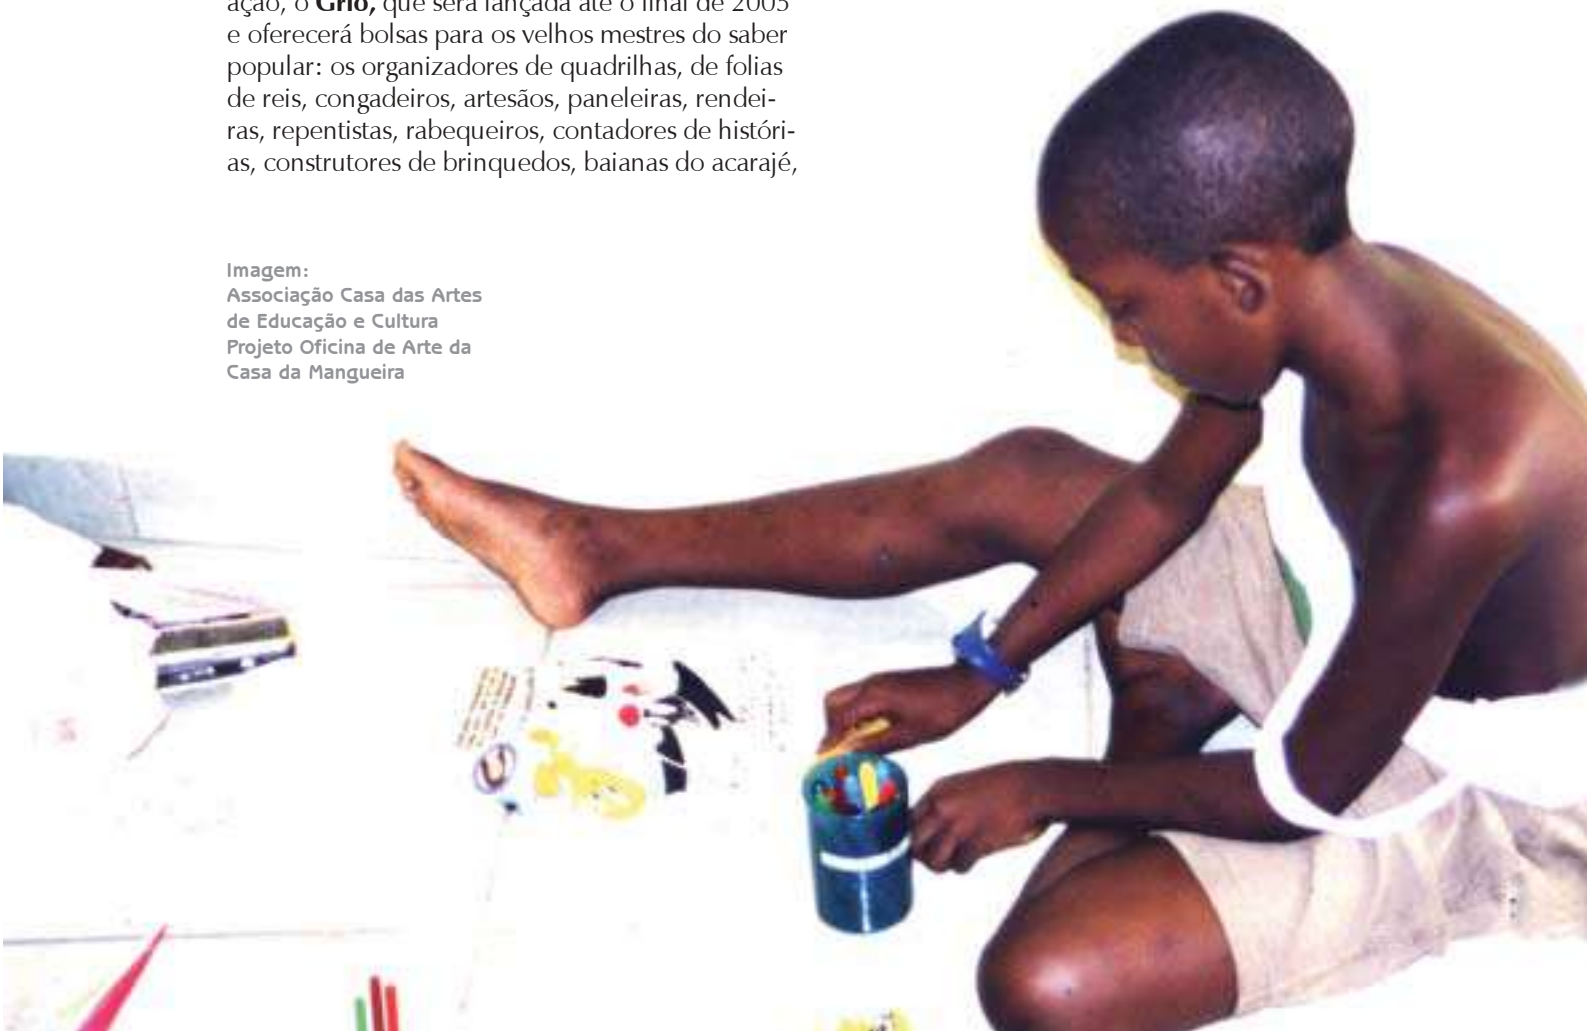 ação, o Griô, que será lançada até o final de 2005
e oferecerá bolsas para os velhos mestres do saber
popular: os organizadores de quadrilhas, de folias
de reis, congadeiros, artesãos, paneleiras, rendei-
ras, repentistas, rabequeiros, contadores de históri-
as, construtores de brinquedos, baianas do acarajé,
Imagem:
Associação Casa das Artes
de Educação e Cultura
Projeto Oficina de Arte da
Casa da Mangueira